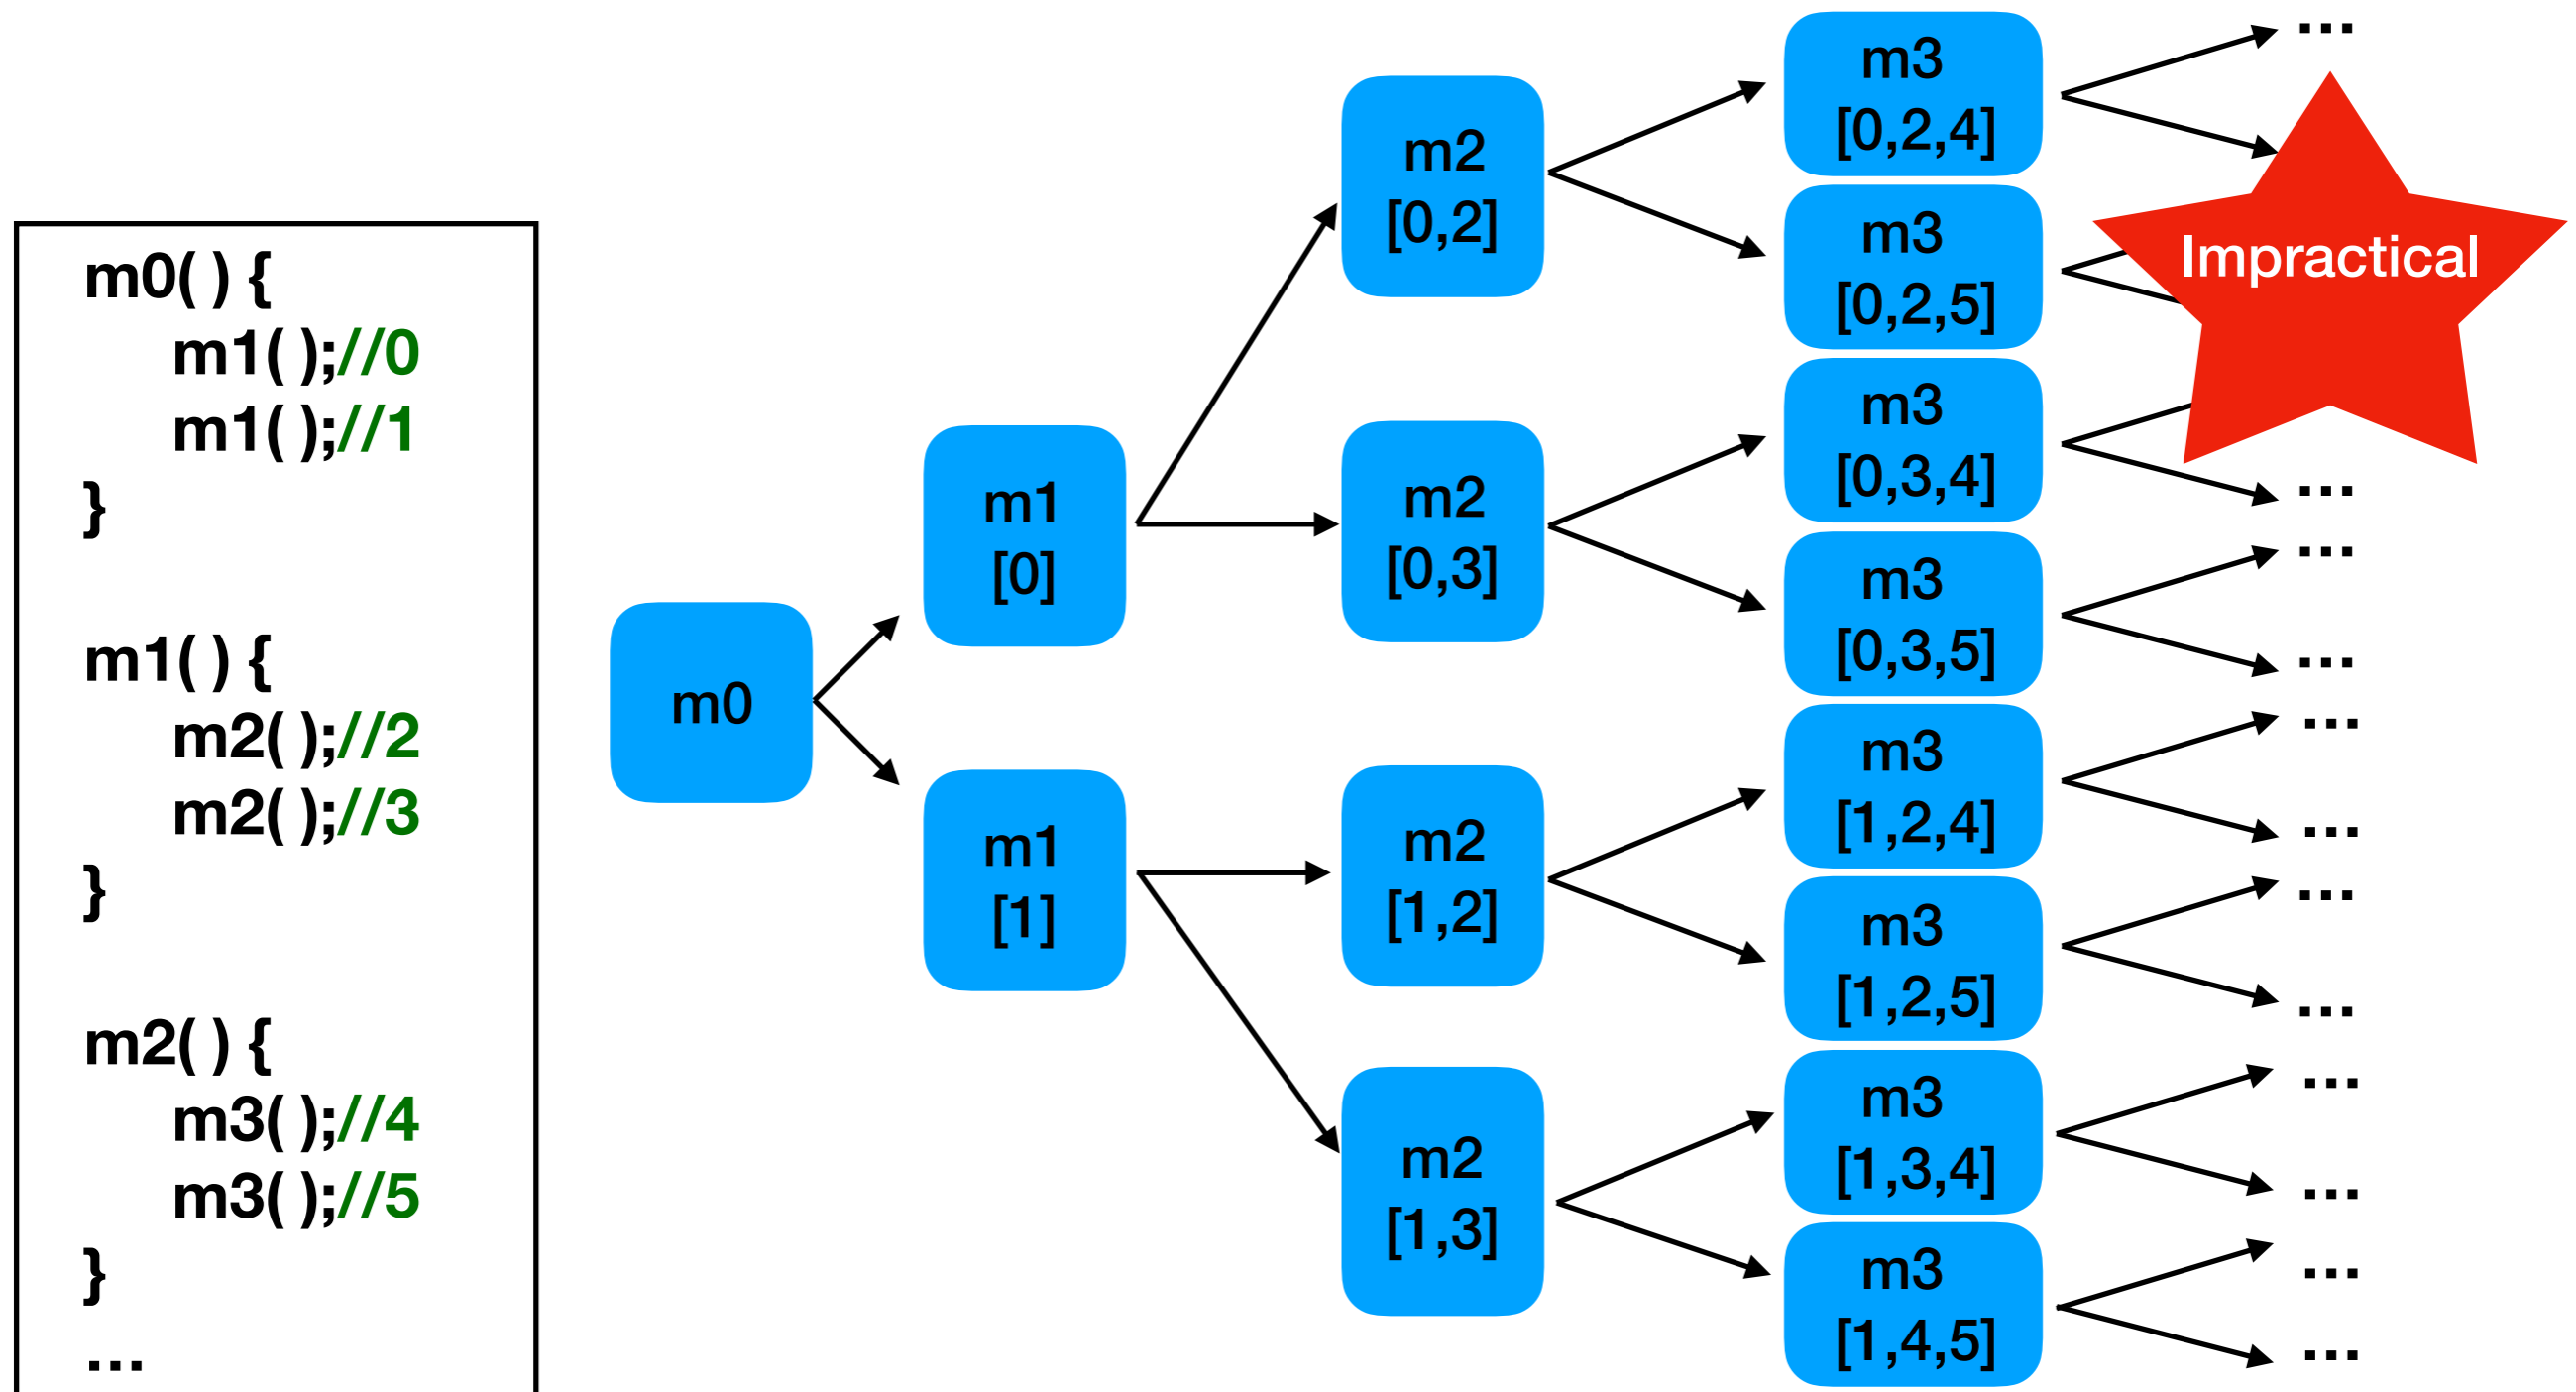 m0( ) {
m1( );//0
m1( );//1
}
m1( ) {
m2( );//2
m2( );//3
}
m2( ) {
m3( );//4
m3( );//5
}
...
m0
m1
[0]
m1
[1]
m2
[0,2]
m2
[0,3]
m2
[1,2]
m2
[1,3]
m3
[0,2,4]
m3
[0,2,5]
m3
[0,3,4]
m3
[0,3,5]
m3
[1,2,4]
m3
[1,2,5]
m3
[1,3,4]
m3
[1,4,5]
...
Impractical
...
...
...
...
...
...
...
...
...
...
...